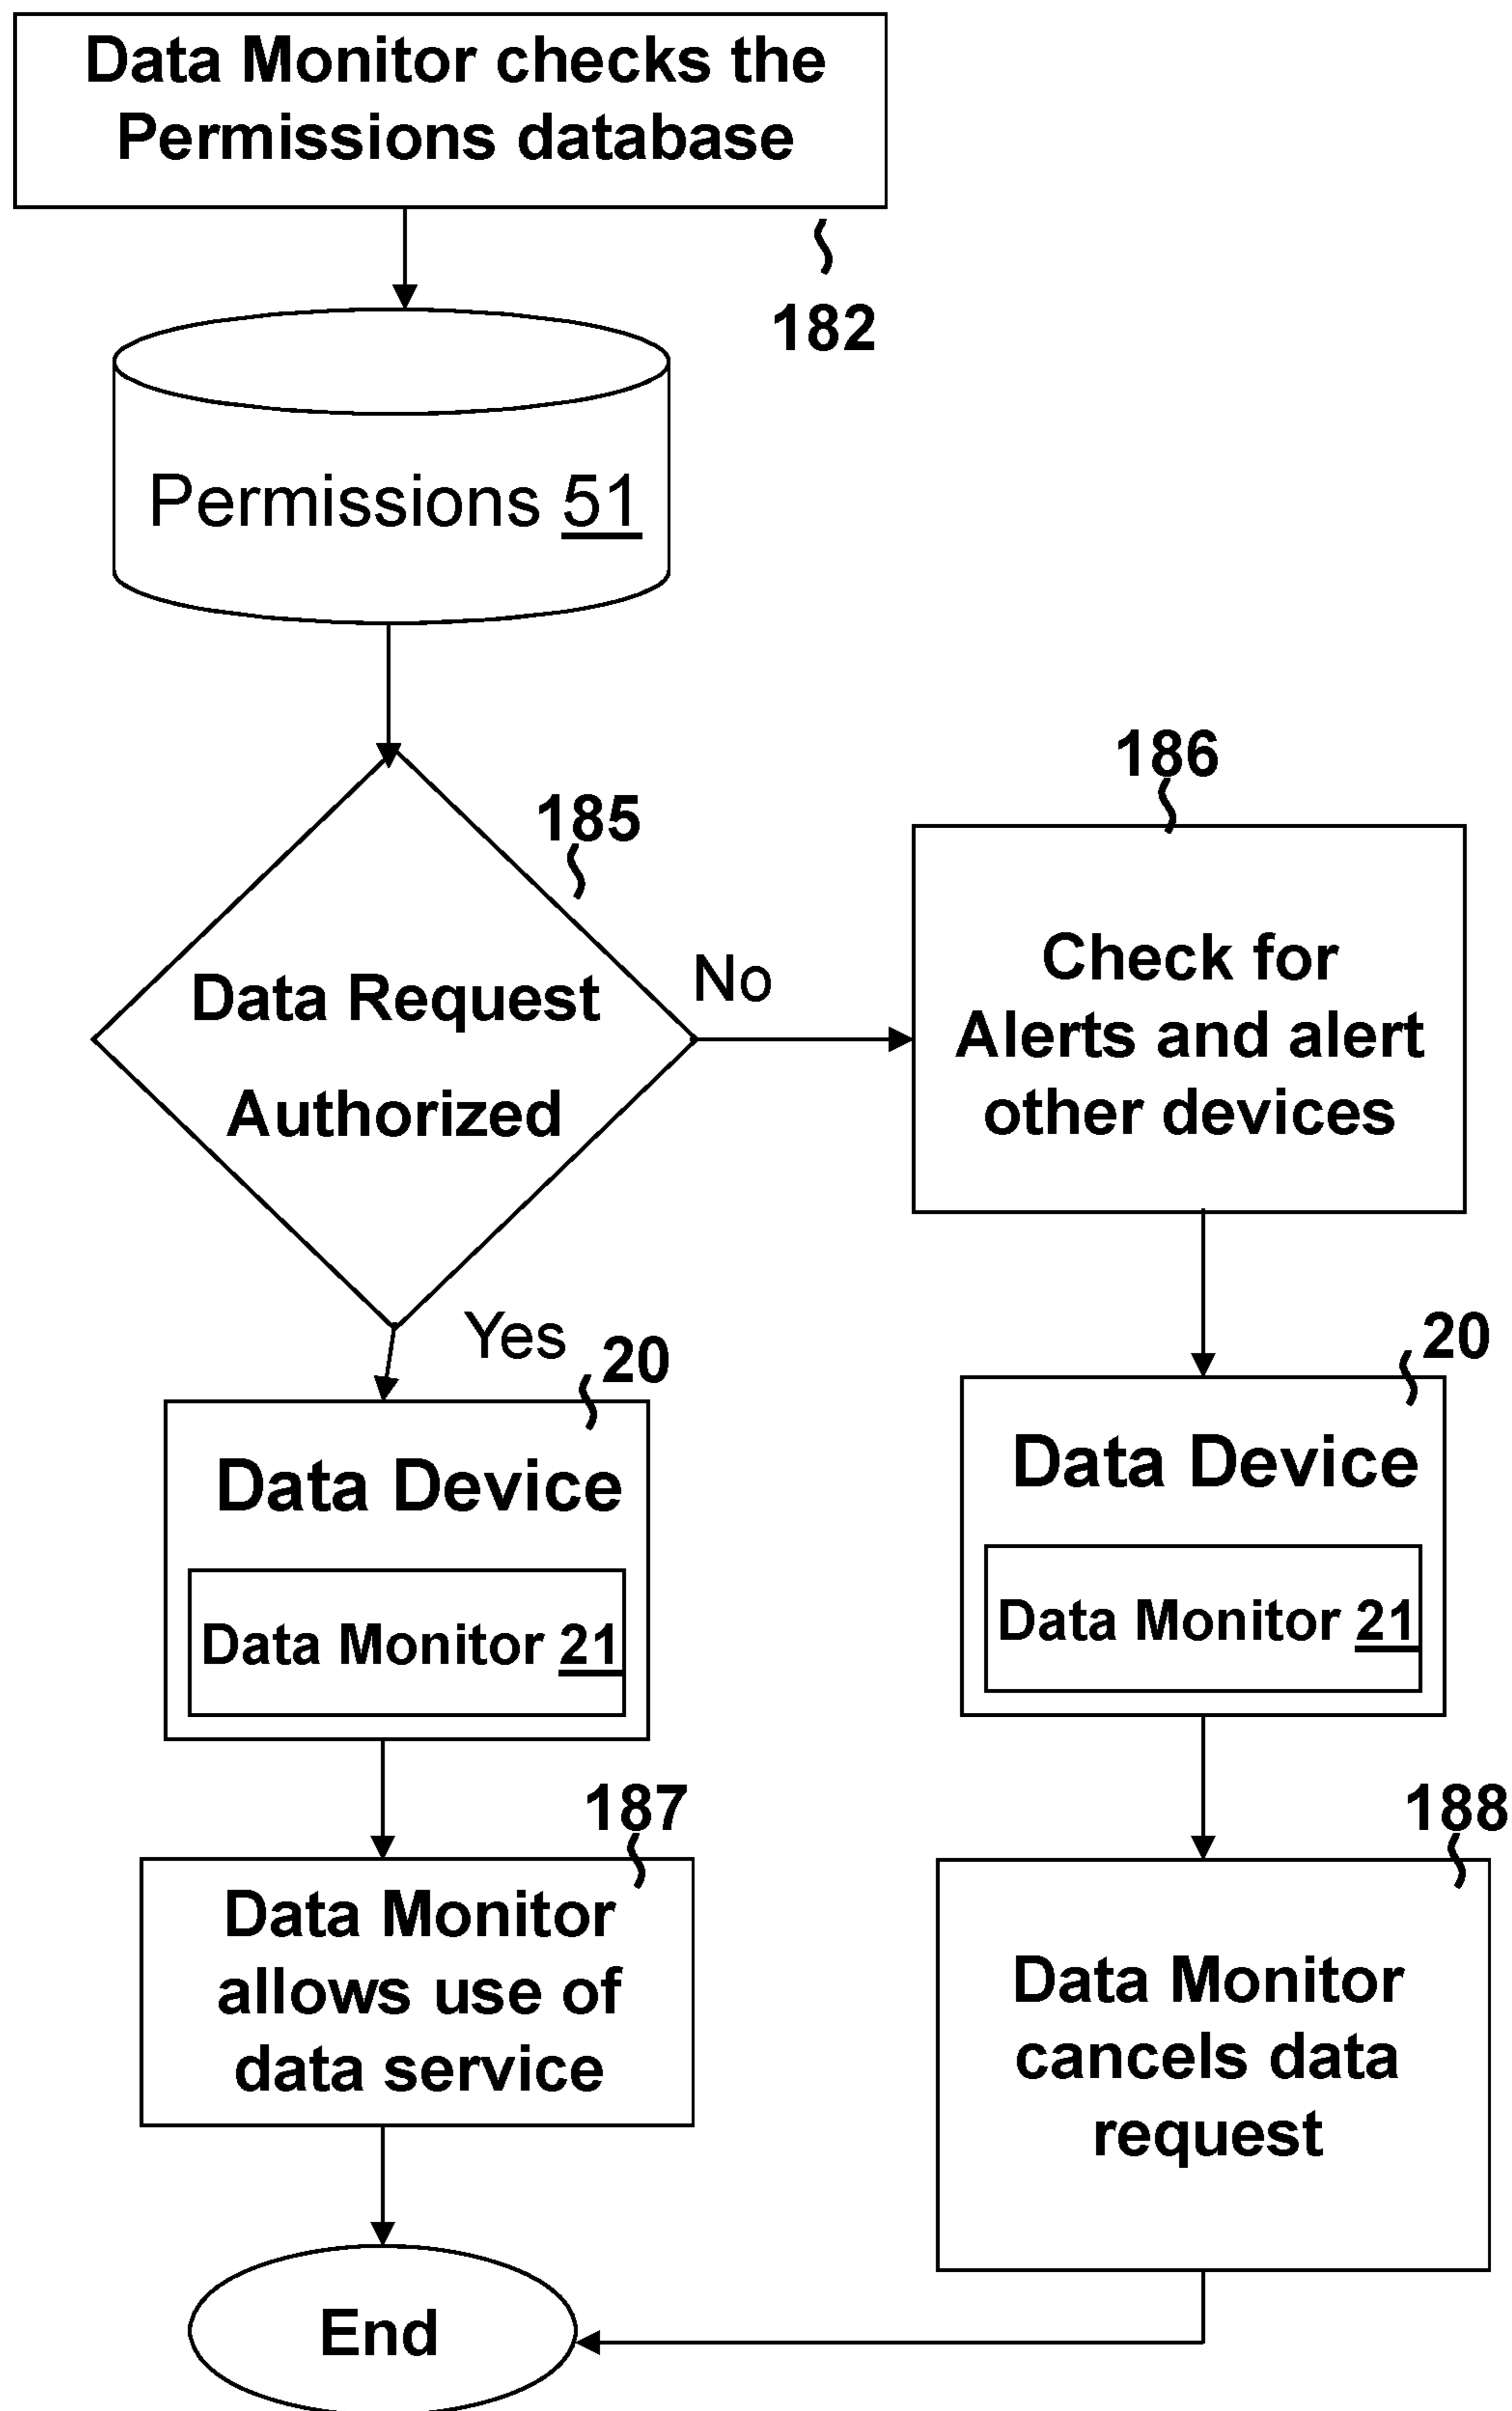 Data Monitor checks the
Permissions database
182
Permissions 51
185
Data Request
Authorized
No
186
Check for
Alerts and alert
other devices
Yes
20
Data Device
Data Monitor 21
20
Data Device
Data Monitor 21
187
Data Monitor
allows use of
data service
188
Data Monitor
cancels data
request
End